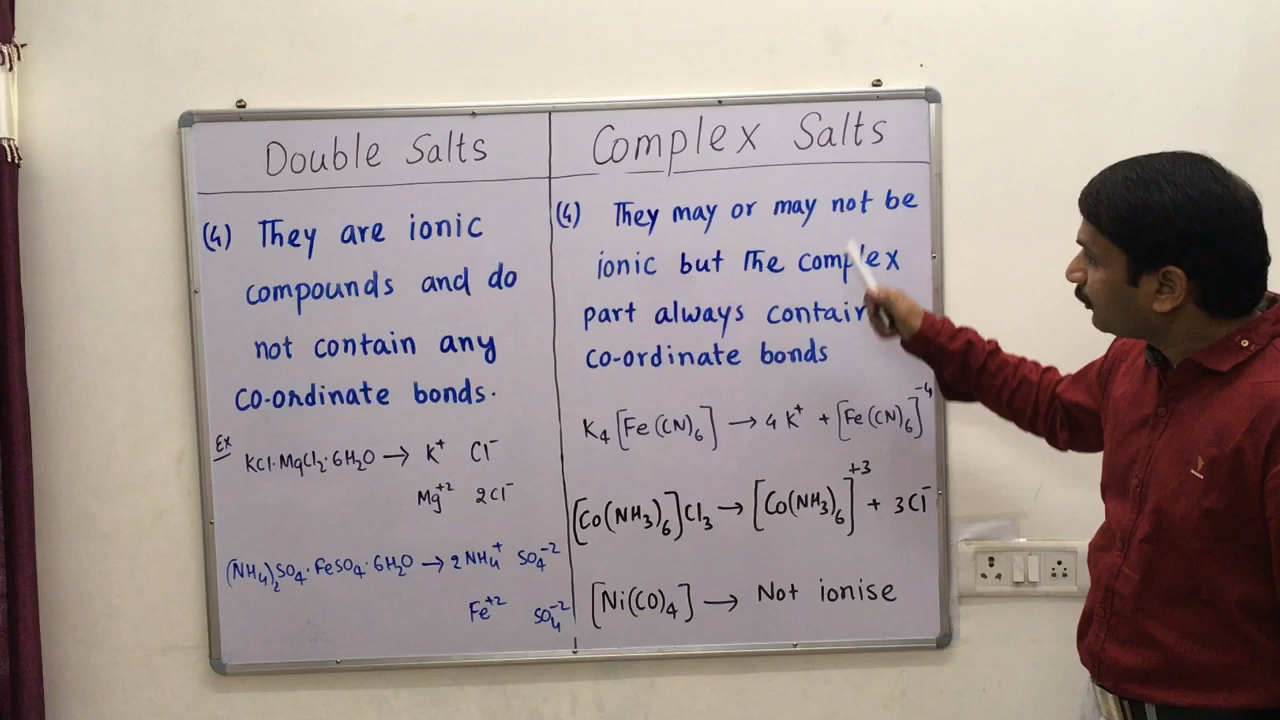 Double Salts
(4) They are ionic
compounds and do
not contain any
co-ordinate bonds.
Ex
KCl·MgCl₂·6H₂O → K⁺ Cl⁻
Mg⁺² 2Cl⁻
(NH₄)₂SO₄·FeSO₄·6H₂O → 2NH₄⁺ SO₄⁻²
Fe⁺² SO₄⁻²
Complex Salts
(4) They may or may not be
ionic but The complex
part always contain
co-ordinate bonds
K₄[Fe(CN)₆] → 4K⁺ + [Fe(CN)₆]⁻⁴
[Co(NH₃)₆]Cl₃ → [Co(NH₃)₆]⁺³ + 3Cl⁻
[Ni(CO)₄] → Not ionise